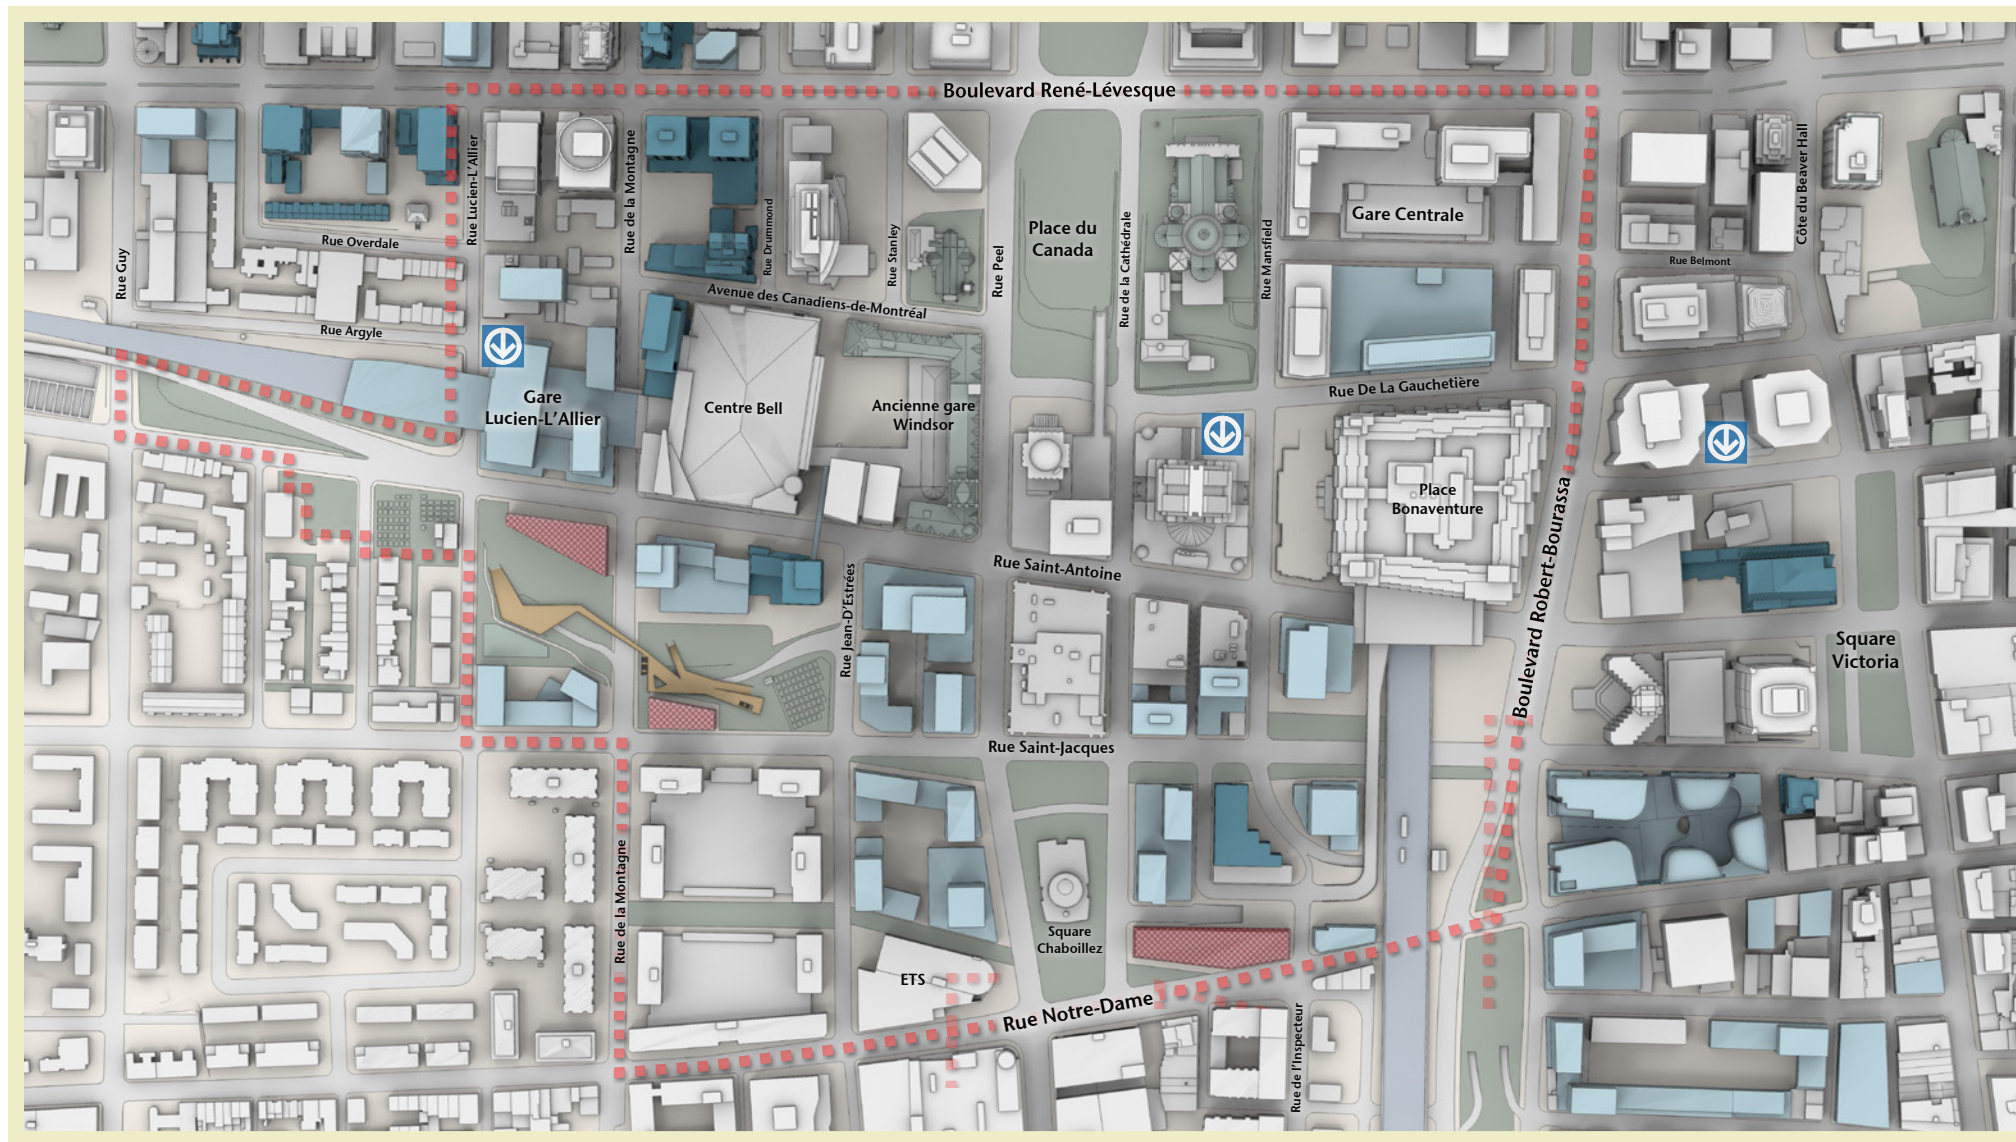 Boulevard René-Lévesque
Rue Guy
Rue Overdale
Rue Lucien-L'Allier
Rue de la Montagne
Rue Drummond
Rue Stanley
Rue Peel
Place du
Canada
Rue de la Cathédrale
Rue Mansfield
Gare Centrale
Côte du Beaver Hall
Rue Belmont
Avenue des Canadiens-de-Montréal
Rue Argyle
Gare
Lucien-L'Allier
Centre Bell
Ancienne gare
Windsor
Rue De La Gauchetière
Place
Bonaventure
Boulevard Robert-Bourassa
Rue Saint-Antoine
Rue Jean-D'Estrées
Square
Victoria
Rue Saint-Jacques
Rue de la Montagne
Square
Chaboillez
ETS
Rue Notre-Dame
Rue de l'Inspecteur